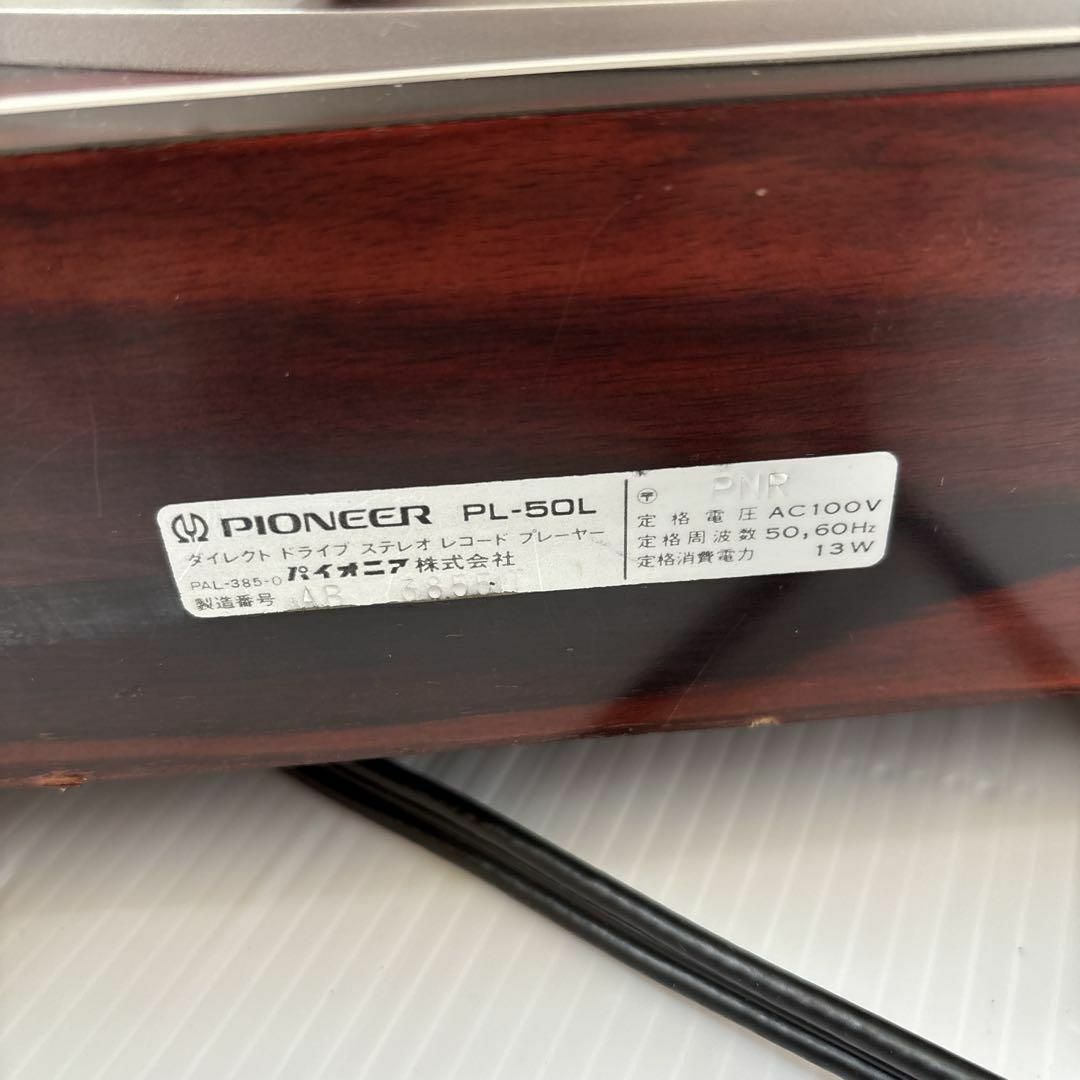 PIONEER PL-50L
ダイレクト ドライブ ステレオ レコード プレーヤー
PAL-385-0 パイオニア株式会社
製造番号
〒 PNR
定格電圧 AC100V
定格周波数 50,60Hz
定格消費電力 13W